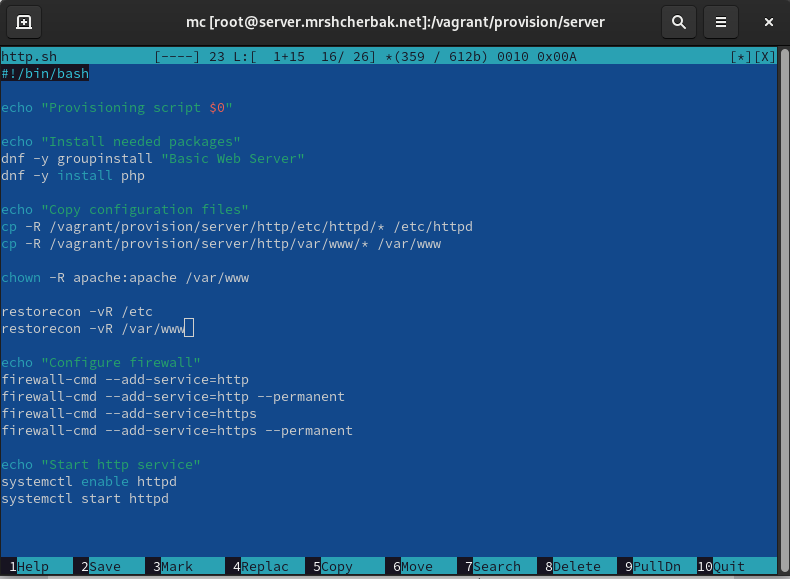 mc [root@server.mrshcherbak.net]:/vagrant/provision/server
http.sh [----] 23 L:[ 1+15 16/ 26] *(359 / 612b) 0010 0x00A [*][X]
#!/bin/bash
echo "Provisioning script $0"
echo "Install needed packages"
dnf -y groupinstall "Basic Web Server"
dnf -y install php
echo "Copy configuration files"
cp -R /vagrant/provision/server/http/etc/httpd/* /etc/httpd
cp -R /vagrant/provision/server/http/var/www/* /var/www
chown -R apache:apache /var/www
restorecon -vR /etc
restorecon -vR /var/www
echo "Configure firewall"
firewall-cmd --add-service=http
firewall-cmd --add-service=http --permanent
firewall-cmd --add-service=https
firewall-cmd --add-service=https --permanent
echo "Start http service"
systemctl enable httpd
systemctl start httpd
1Help 2Save 3Mark 4Replac 5Copy 6Move 7Search 8Delete 9PullDn 10Quit